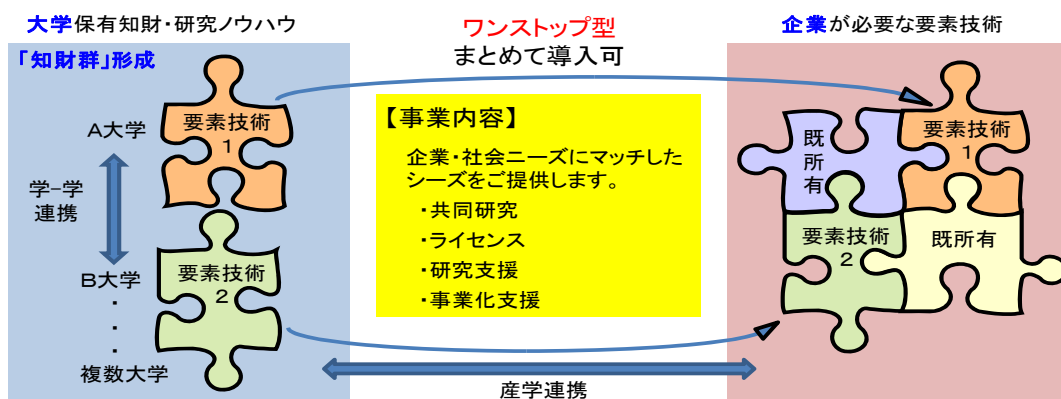 大学保有知財・研究ノウハウ
「知財群」形成
A大学
学-学
連携
B大学
・
・
・
複数大学
要素技術
1
要素技術
2
ワンストップ型
まとめて導入可
【事業内容】
企業・社会ニーズにマッチした
シーズをご提供します。
・共同研究
・ライセンス
・研究支援
・事業化支援
産学連携
企業が必要な要素技術
既所有
要素技術
1
要素技術
2
既所有